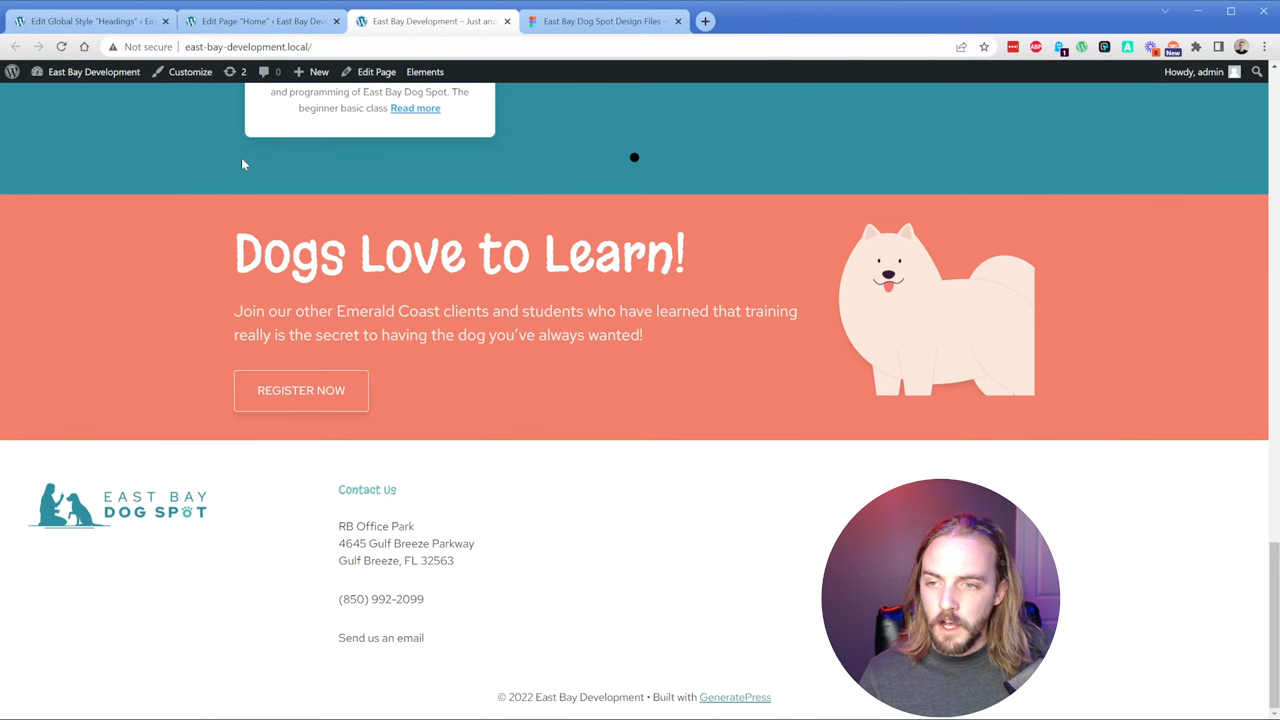 Edit Global Style "Headings" ‹ Ea
Edit Page "Home" ‹ East Bay Dev
East Bay Development – Just ano
East Bay Dog Spot Design Files –
Not secure
east-bay-development.local/
1
6
New
East Bay Development
Customize
2
0
New
Edit Page
Elements
Howdy, admin
and programming of East Bay Dog Spot. The
beginner basic class Read more
Dogs Love to Learn!
Join our other Emerald Coast clients and students who have learned that training
really is the secret to having the dog you've always wanted!
REGISTER NOW
EAST BAY
DOG SPOT
Contact Us
RB Office Park
4645 Gulf Breeze Parkway
Gulf Breeze, FL 32563
(850) 992-2099
Send us an email
© 2022 East Bay Development • Built with GeneratePress